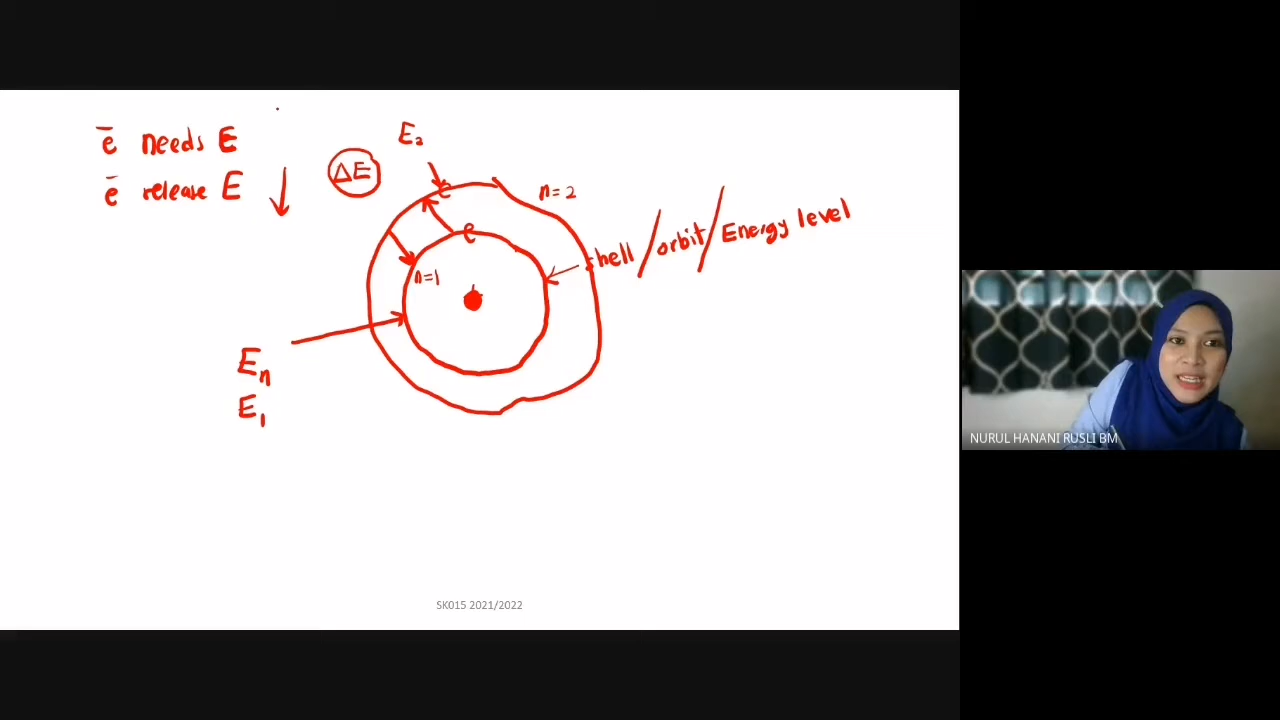 ē needs E
ē release E
ΔE
E₂
e
n=2
e
shell/orbit/Energy level
n=1
Eₙ
E₁
NURUL HANANI RUSLI BM
SK015 2021/2022